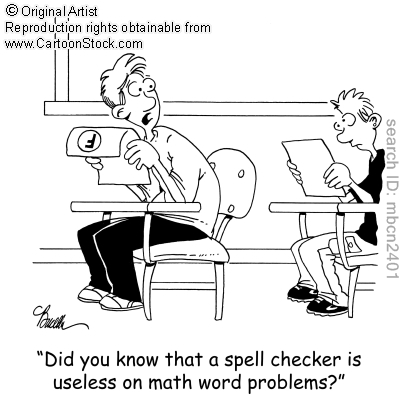 © Original Artist
Reproduction rights obtainable from
www.CartoonStock.com
F
search ID: mbcn2401
Bucella
“Did you know that a spell checker is
useless on math word problems?”